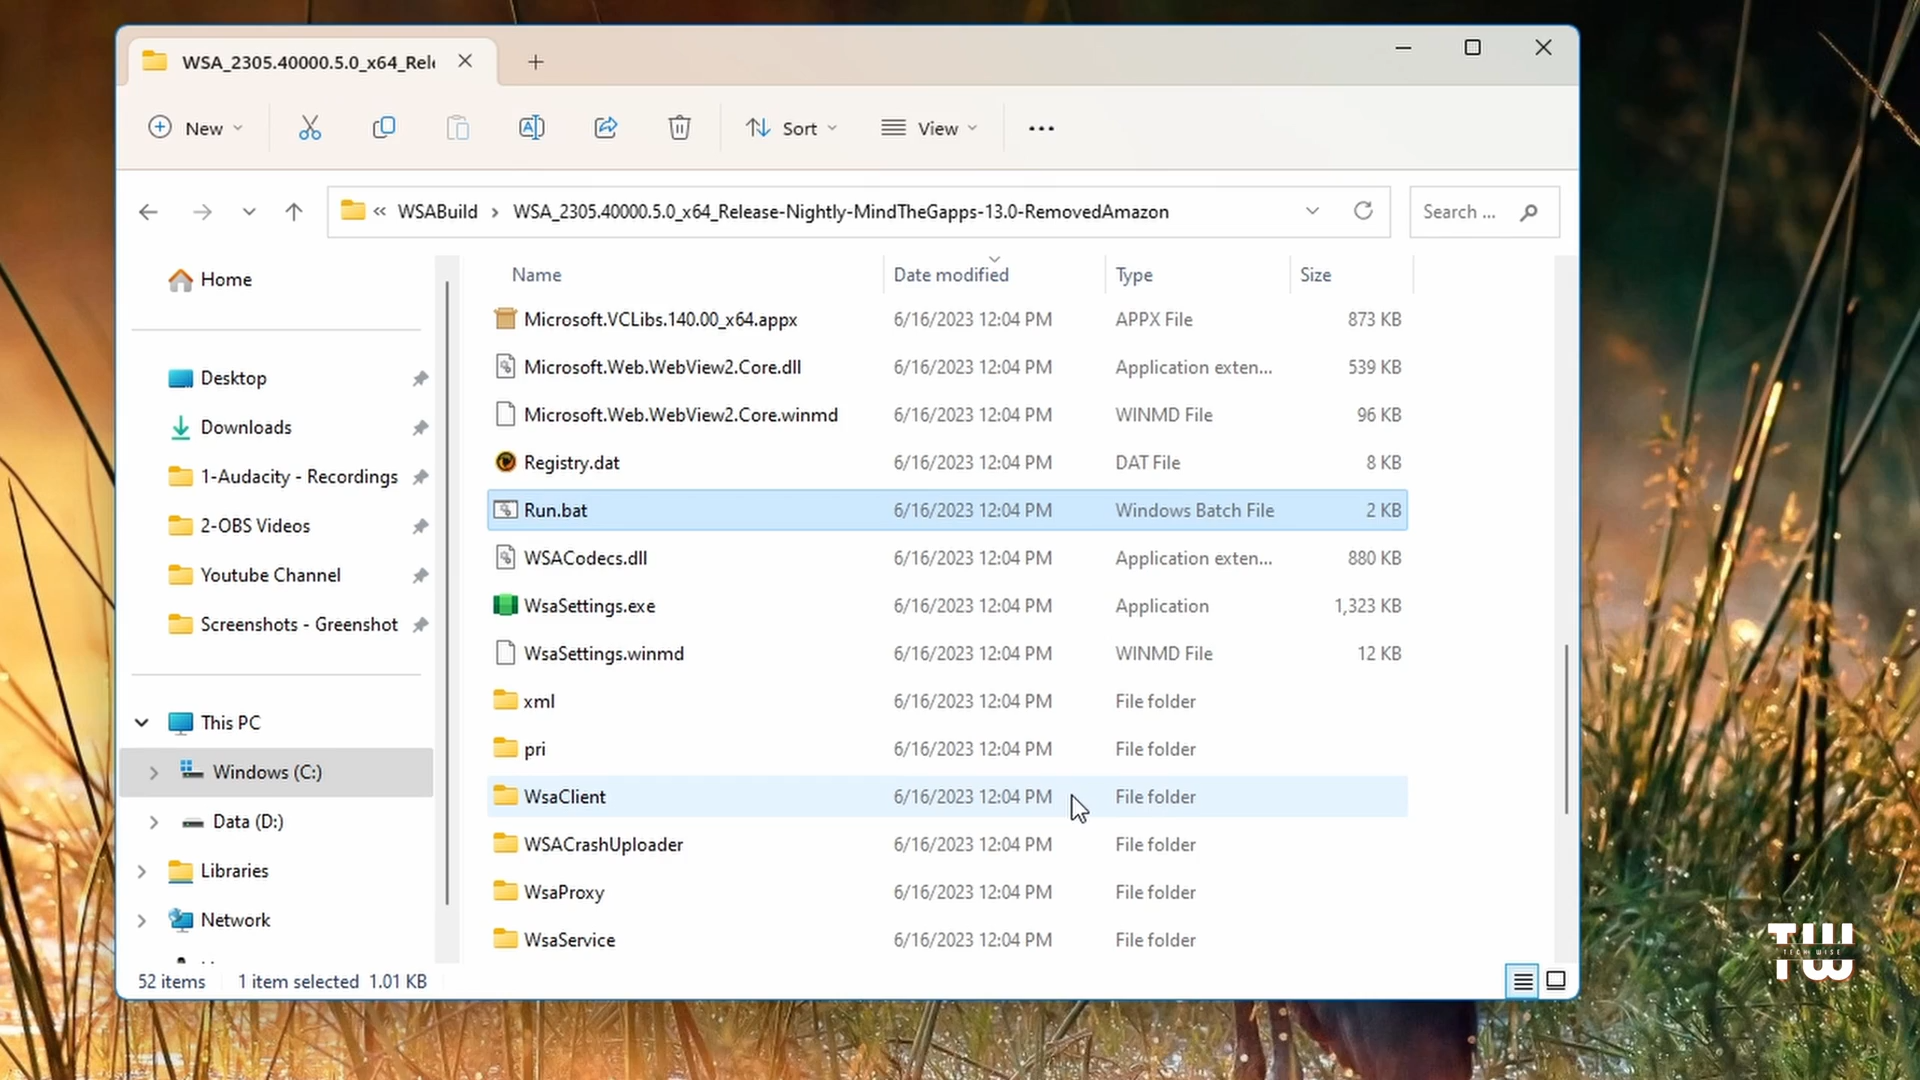 WSA_2305.40000.5.0_x64_Rele
New
Sort
View
« WSABuild > WSA_2305.40000.5.0_x64_Release-Nightly-MindTheGapps-13.0-RemovedAmazon
Search ...
Home
Desktop
Downloads
1-Audacity - Recordings
2-OBS Videos
Youtube Channel
Screenshots - Greenshot
This PC
Windows (C:)
Data (D:)
Libraries
Network
Name Date modified Type Size
Microsoft.VCLibs.140.00_x64.appx 6/16/2023 12:04 PM APPX File 873 KB
Microsoft.Web.WebView2.Core.dll 6/16/2023 12:04 PM Application exten... 539 KB
Microsoft.Web.WebView2.Core.winmd 6/16/2023 12:04 PM WINMD File 96 KB
Registry.dat 6/16/2023 12:04 PM DAT File 8 KB
Run.bat 6/16/2023 12:04 PM Windows Batch File 2 KB
WSACodecs.dll 6/16/2023 12:04 PM Application exten... 880 KB
WsaSettings.exe 6/16/2023 12:04 PM Application 1,323 KB
WsaSettings.winmd 6/16/2023 12:04 PM WINMD File 12 KB
xml 6/16/2023 12:04 PM File folder
pri 6/16/2023 12:04 PM File folder
WsaClient 6/16/2023 12:04 PM File folder
WSACrashUploader 6/16/2023 12:04 PM File folder
WsaProxy 6/16/2023 12:04 PM File folder
WsaService 6/16/2023 12:04 PM File folder
52 items 1 item selected 1.01 KB
TW
TECH WISE